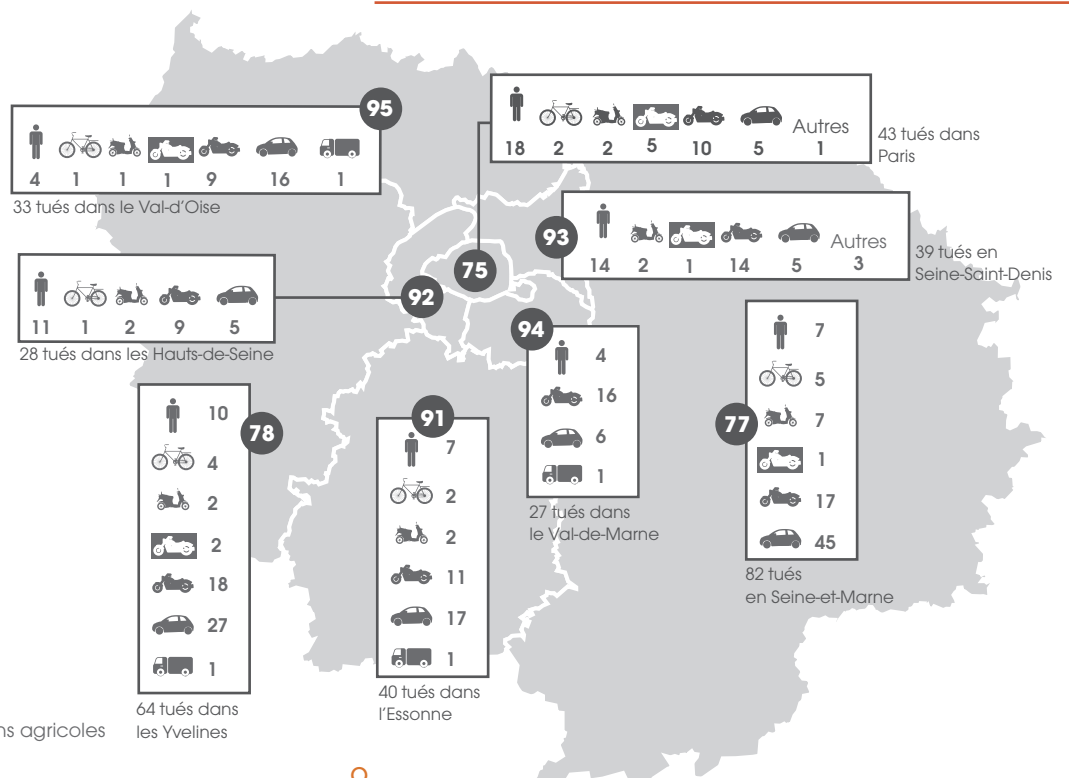 95
4 1 1 1 9 16 1
33 tués dans le Val-d'Oise
Autres
18 2 2 5 10 5 1
43 tués dans
Paris
75
93
Autres
14 2 1 14 5 3
39 tués en
Seine-Saint-Denis
92
11 1 2 9 5
28 tués dans les Hauts-de-Seine
94
4
16
6
1
27 tués dans
le Val-de-Marne
77
7
5
7
1
17
45
82 tués
en Seine-et-Marne
78
10
4
2
2
18
27
1
64 tués dans
les Yvelines
91
7
2
2
11
17
1
40 tués dans
l'Essonne
ns agricoles